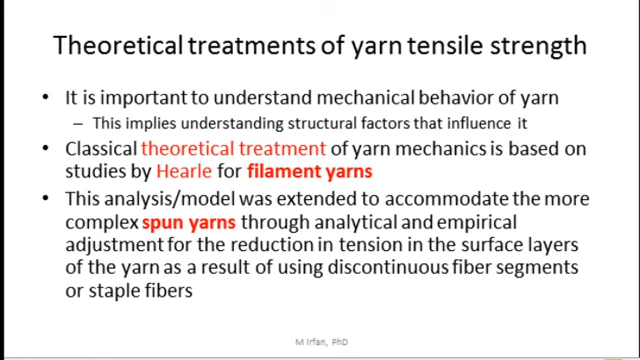 Theoretical treatments of yarn tensile strength
• It is important to understand mechanical behavior of yarn
– This implies understanding structural factors that influence it
• Classical theoretical treatment of yarn mechanics is based on
studies by Hearle for filament yarns
• This analysis/model was extended to accommodate the more
complex spun yarns through analytical and empirical
adjustment for the reduction in tension in the surface layers
of the yarn as a result of using discontinuous fiber segments
or staple fibers
M Irfan, PhD